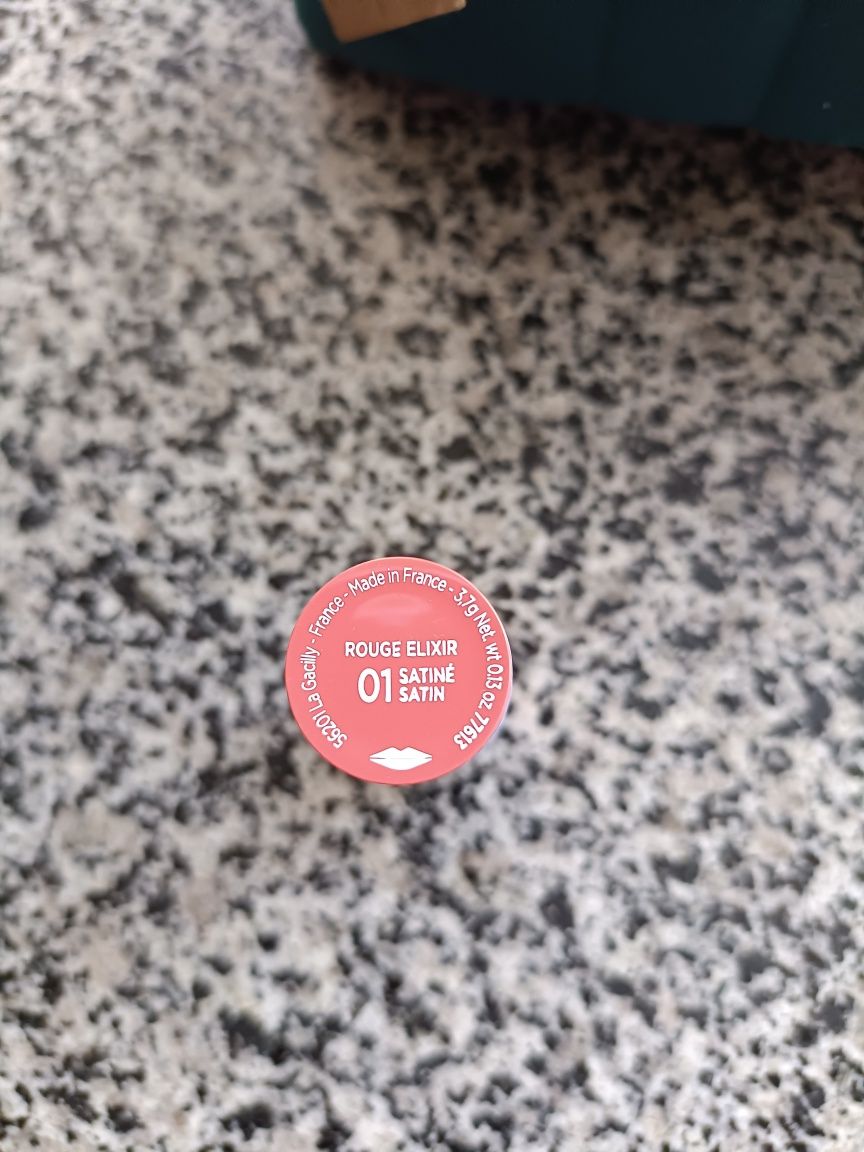 56201 La Gacilly - France - Made in France - 3,7g Net. wt 0.13 oz 77613
ROUGE ELIXIR
01 SATINÉ
SATIN